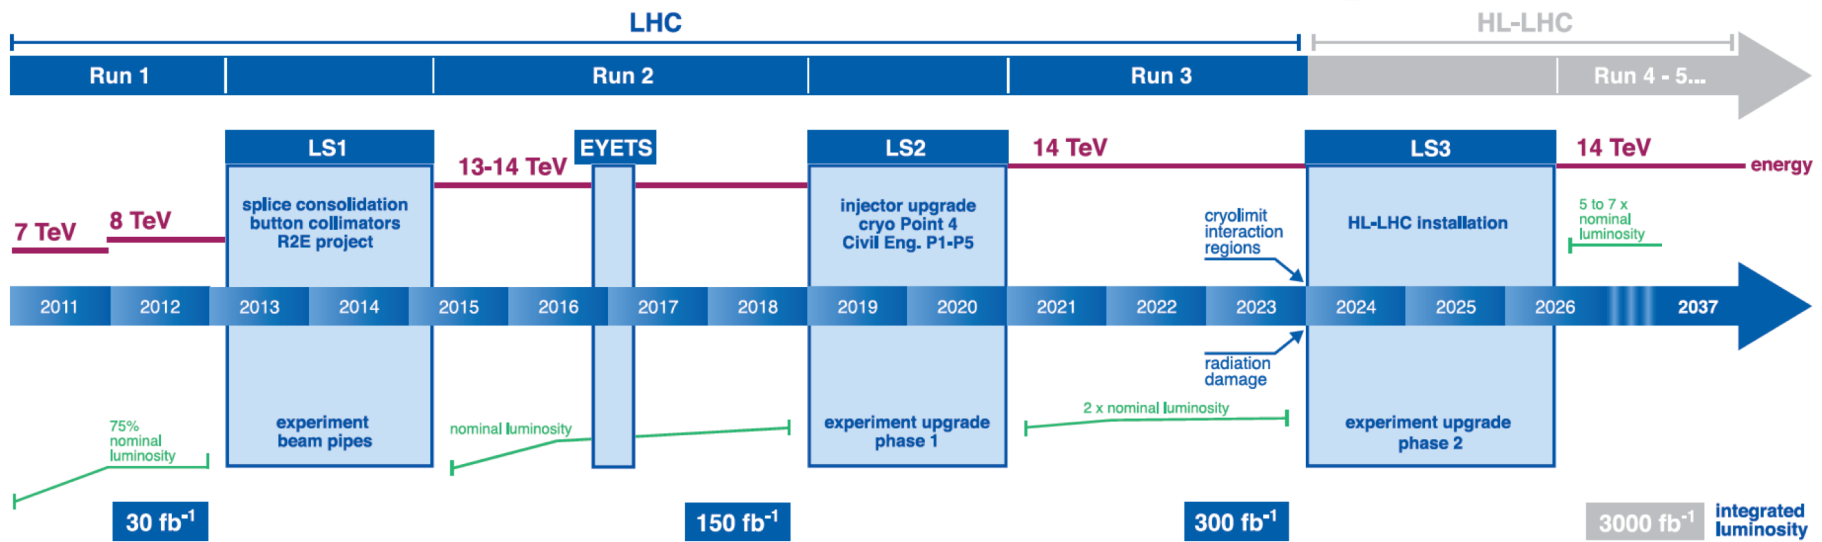 LHC
HL-LHC
Run 1
Run 2
Run 3
Run 4 - 5...
LS1
EYETS
LS2
LS3
14 TeV
14 TeV
energy
13-14 TeV
7 TeV
8 TeV
splice consolidation
button collimators
R2E project
injector upgrade
cryo Point 4
Civil Eng. P1-P5
cryolimit
interaction
regions
HL-LHC installation
5 to 7 x
nominal
luminosity
2011 2012 2013 2014 2015 2016 2017 2018 2019 2020 2021 2022 2023 2024 2025 2026 2037
radiation
damage
75%
nominal
luminosity
experiment
beam pipes
nominal luminosity
experiment upgrade
phase 1
2 x nominal luminosity
experiment upgrade
phase 2
30 fb⁻¹
150 fb⁻¹
300 fb⁻¹
3000 fb⁻¹
integrated
luminosity